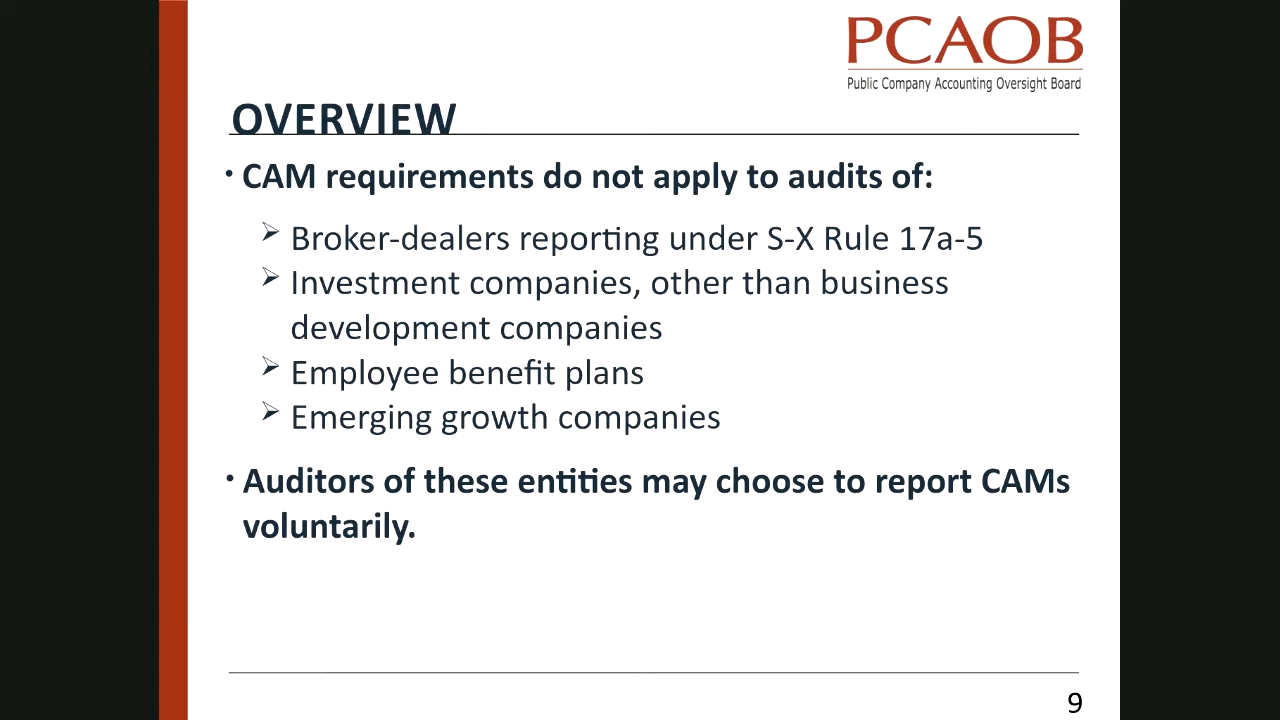 PCAOB
Public Company Accounting Oversight Board
OVERVIEW
• CAM requirements do not apply to audits of:
➢ Broker-dealers reporting under S-X Rule 17a-5
➢ Investment companies, other than business
development companies
➢ Employee benefit plans
➢ Emerging growth companies
• Auditors of these entities may choose to report CAMs
voluntarily.
9